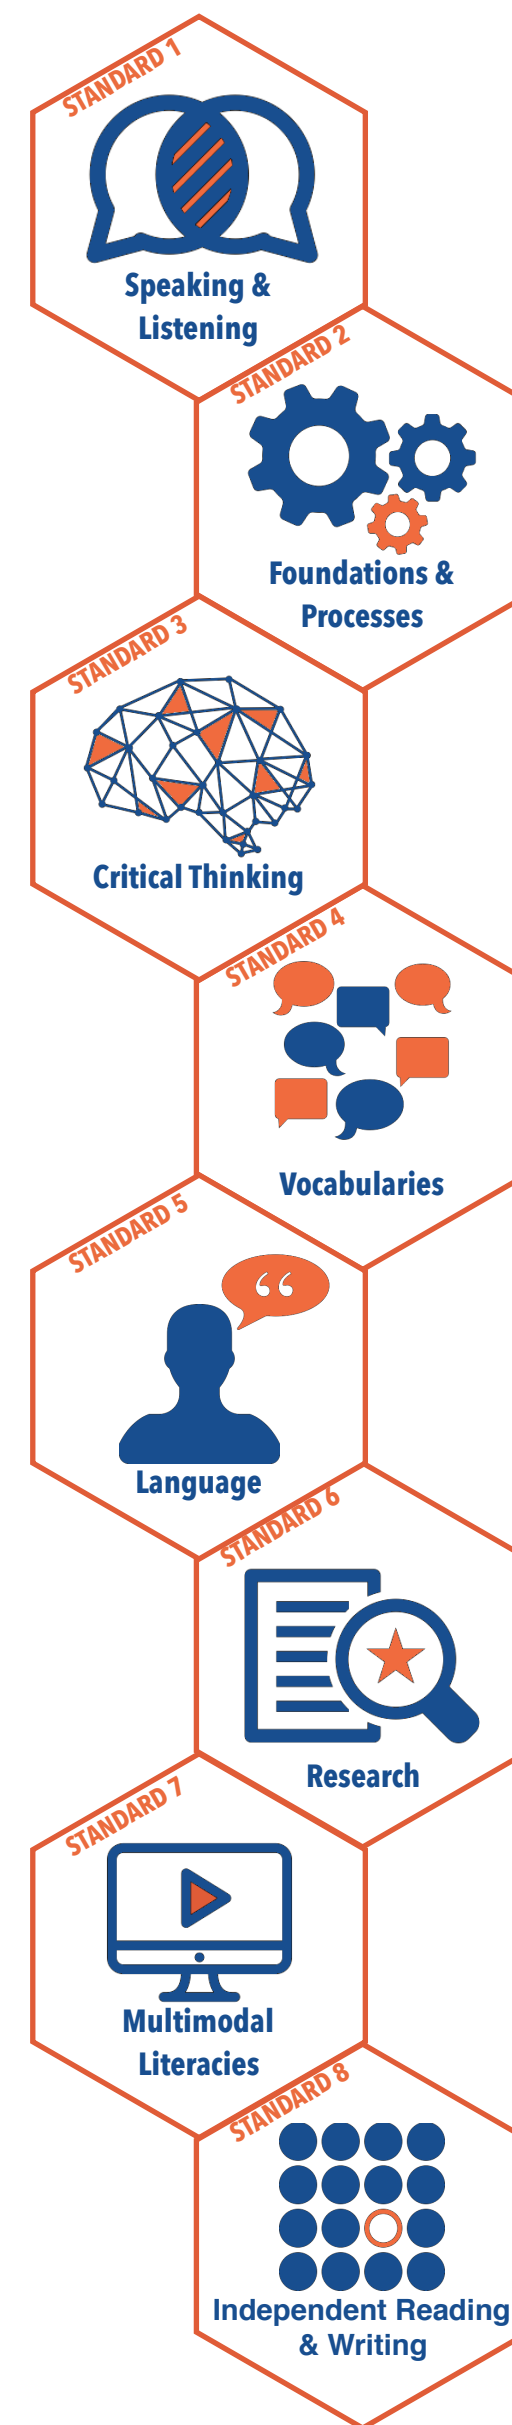 STANDARD 1
Speaking &
Listening
STANDARD 2
Foundations &
Processes
STANDARD 3
Critical Thinking
STANDARD 4
Vocabularies
STANDARD 5
“
Language
STANDARD 6
Research
STANDARD 7
Multimodal
Literacies
STANDARD 8
Independent Reading
& Writing